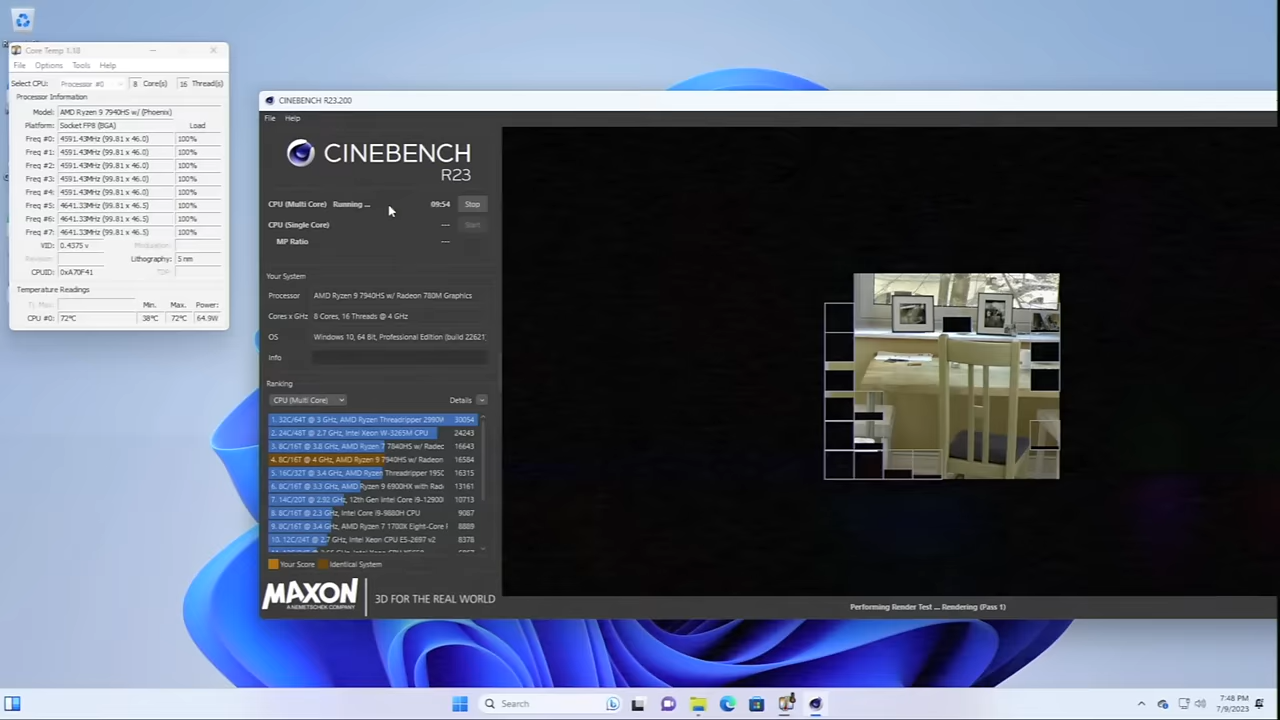 Core Temp 1.18
File Options Tools Help
Select CPU: Processor #0 8 Core(s) 16 Thread(s)
Processor Information
Model: AMD Ryzen 9 7940HS w/ (Phoenix)
Platform: Socket FP8 (BGA) Load
Freq #0: 4591.43MHz (99.81 x 46.0) 100%
Freq #1: 4591.43MHz (99.81 x 46.0) 100%
Freq #2: 4591.43MHz (99.81 x 46.0) 100%
Freq #3: 4591.43MHz (99.81 x 46.0) 100%
Freq #4: 4591.43MHz (99.81 x 46.0) 100%
Freq #5: 4641.33MHz (99.81 x 46.5) 100%
Freq #6: 4641.33MHz (99.81 x 46.5) 100%
Freq #7: 4641.33MHz (99.81 x 46.5) 100%
VID: 0.4375 v Modulation:
Revision: Lithography: 5 nm
CPUID: 0xA70F41 TDP:
Temperature Readings
Tj. Max: Min. Max. Power:
CPU #0: 72°C 38°C 72°C 64.9W
CINEBENCH R23.200
File Help
CINEBENCH
R23
CPU (Multi Core) Running ... 09:54 Stop
CPU (Single Core) --- Start
MP Ratio ---
Your System
Processor AMD Ryzen 9 7940HS w/ Radeon 780M Graphics
Cores x GHz 8 Cores, 16 Threads @ 4 GHz
OS Windows 10, 64 Bit, Professional Edition (build 22621)
Info
Ranking
CPU (Multi Core) Details
1. 32C/64T @ 3 GHz, AMD Ryzen Threadripper 2990W 30054
2. 24C/48T @ 2.7 GHz, Intel Xeon W-3265M CPU 24243
3. 8C/16T @ 3.8 GHz, AMD Ryzen 7 7840HS w/ Radec 16643
4. 8C/16T @ 4 GHz, AMD Ryzen 9 7940HS w/ Radeon 16584
5. 16C/32T @ 3.4 GHz, AMD Ryzen Threadripper 195C 16315
6. 8C/16T @ 3.3 GHz, AMD Ryzen 9 6900HX with Rade 13161
7. 14C/20T @ 2.92 GHz, 12th Gen Intel Core i9-12900 10713
8. 8C/16T @ 2.3 GHz, Intel Core i9-9880H CPU 9087
9. 8C/16T @ 3.4 GHz, AMD Ryzen 7 1700X Eight-Core F 8889
10. 12C/24T @ 2.7 GHz, Intel Xeon CPU E5-2697 v2 8378
Your Score Identical System
MAXON
A NEMETSCHEK COMPANY
3D FOR THE REAL WORLD
Performing Render Test ... Rendering (Pass 1)
Search
7:48 PM
7/9/2023